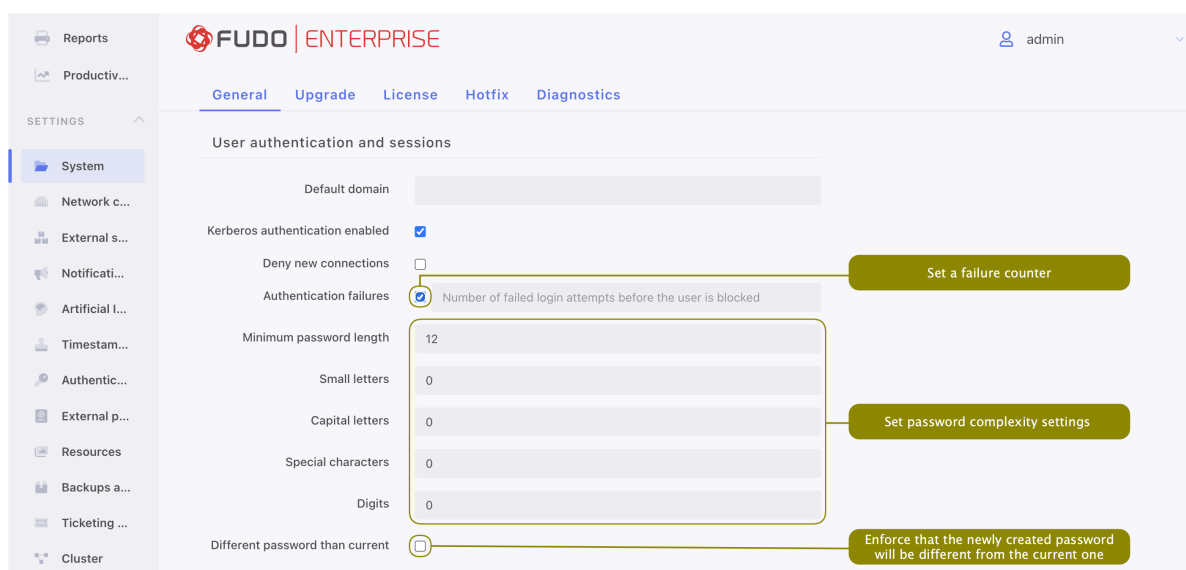 Reports
Productiv...
SETTINGS
System
Network c...
External s...
Notificati...
Artificial I...
Timestam...
Authentic...
External p...
Resources
Backups a...
Ticketing ...
Cluster
FUDO ENTERPRISE
admin
General Upgrade License Hotfix Diagnostics
User authentication and sessions
Default domain
Kerberos authentication enabled
Deny new connections
Set a failure counter
Authentication failures Number of failed login attempts before the user is blocked
Minimum password length 12
Small letters 0
Capital letters 0
Set password complexity settings
Special characters 0
Digits 0
Different password than current
Enforce that the newly created password
will be different from the current one